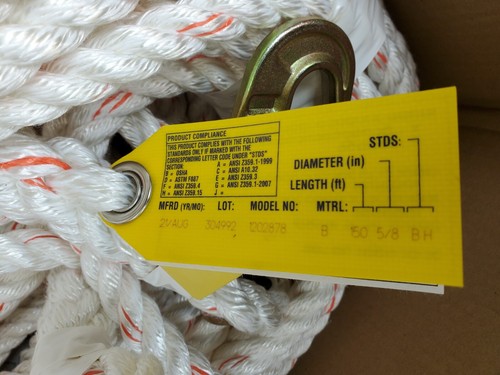 PRODUCT COMPLIANCE
THIS PRODUCT COMPLIES WITH THE FOLLOWING
STANDARDS ONLY IF MARKED WITH THE
CORRESPONDING LETTER CODE UNDER "STDS"
SECTION: A = ANSI Z359.1-1999
B = OSHA C = ANSI A10.32
D = ASTM F887 E = ANSI Z359.3
F = ANSI Z359.4 G = ANSI Z359.1-2007
H = ANSI Z359.15 J =
STDS:
DIAMETER (in)
LENGTH (ft)
MFRD (YR/MO): LOT: MODEL NO: MTRL:
21/AUG 304992 1202878 B 150 5/8 BH